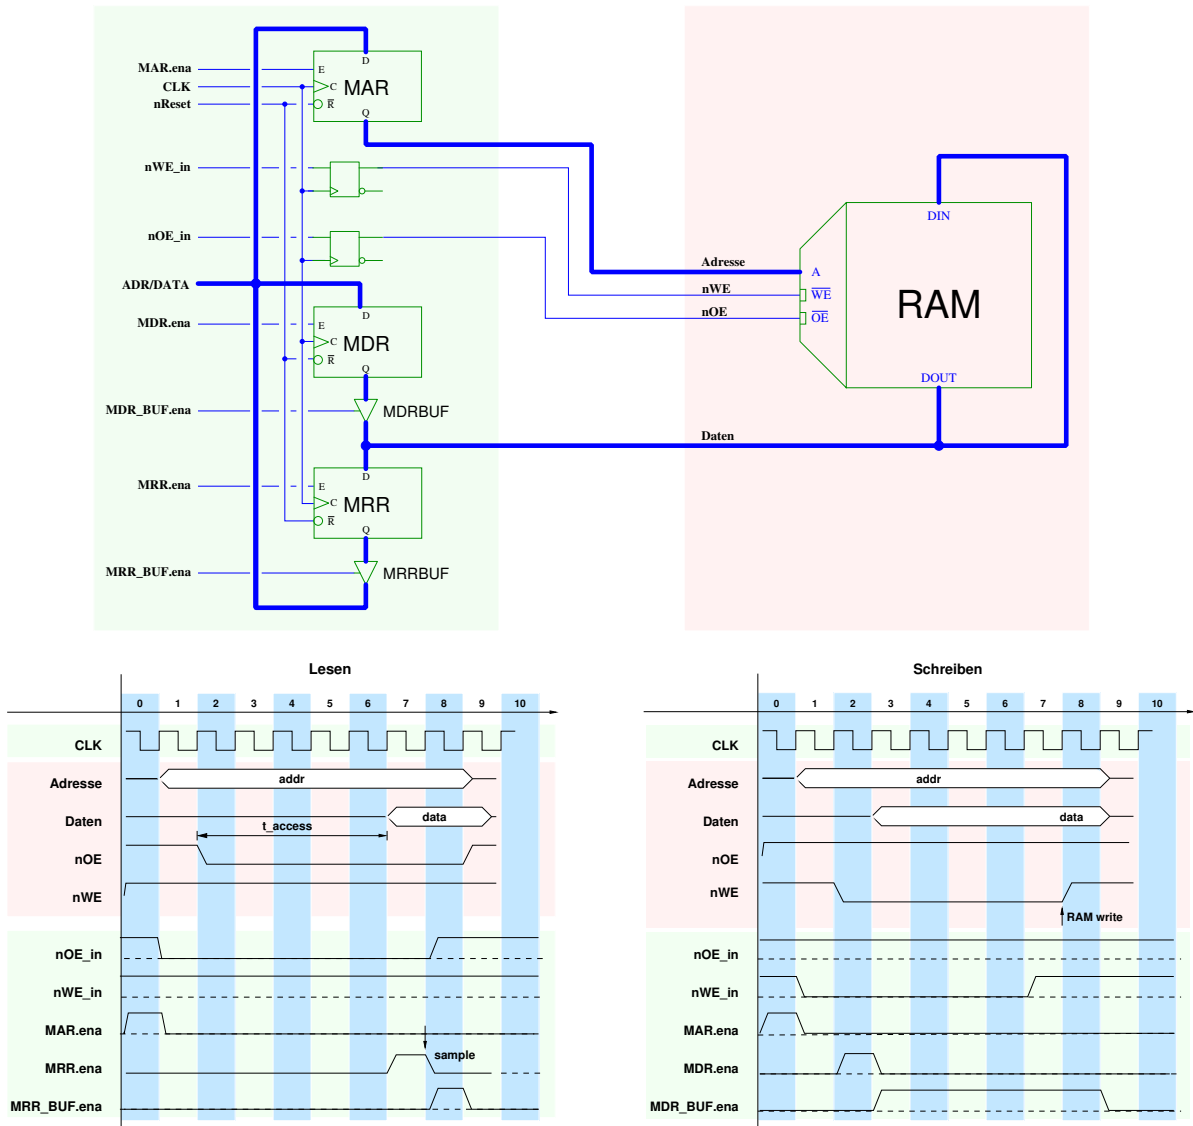 D
MAR.ena
E
CLK
C
MAR
nReset
R
Q
nWE_in
nOE_in
DIN
Adresse
A
ADR/DATA
nWE
WE
RAM
nOE
OE
D
MDR.ena
E
C
MDR
R
Q
DOUT
MDR_BUF.ena
MDRBUF
Daten
D
MRR.ena
E
C
MRR
R
Q
MRR_BUF.ena
MRRBUF
Lesen
0 1 2 3 4 5 6 7 8 9 10
CLK
Adresse
addr
Daten
data
t_access
nOE
nWE
nOE_in
nWE_in
MAR.ena
sample
MRR.ena
MRR_BUF.ena
Schreiben
0 1 2 3 4 5 6 7 8 9 10
CLK
Adresse
addr
Daten
data
nOE
nWE
RAM write
nOE_in
nWE_in
MAR.ena
MDR.ena
MDR_BUF.ena